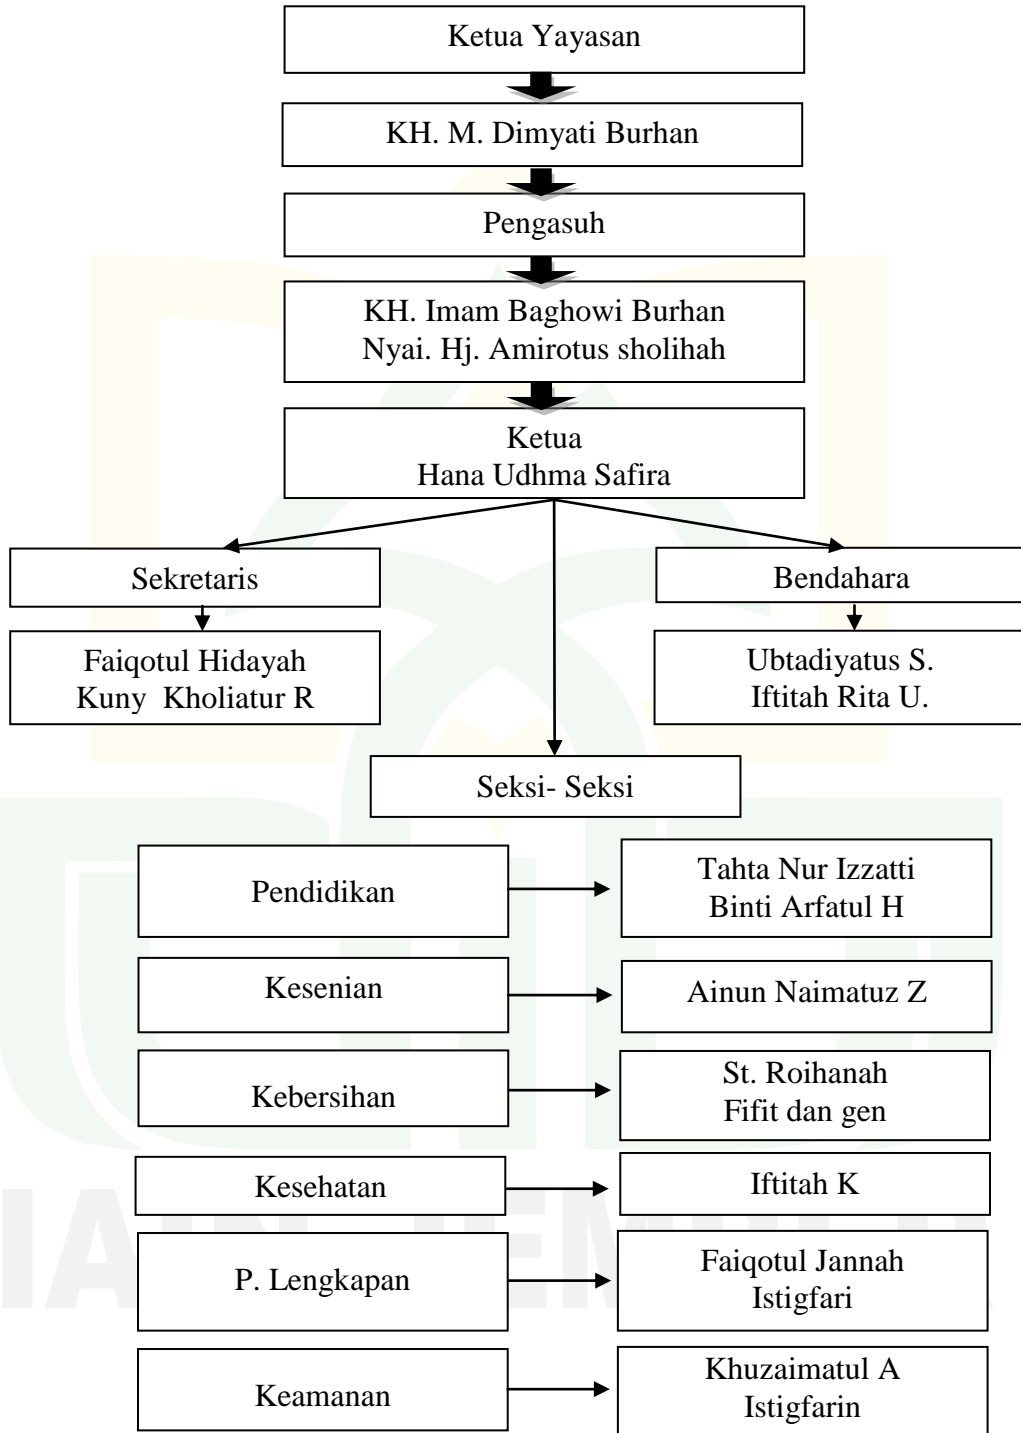 Ketua Yayasan
KH. M. Dimyati Burhan
Pengasuh
KH. Imam Baghowi Burhan
Nyai. Hj. Amirotus sholihah
Ketua
Hana Udhma Safira
Sekretaris
Bendahara
Faiqotul Hidayah
Kuny Kholiatur R
Ubtadiyatus S.
Iftitah Rita U.
Seksi- Seksi
Pendidikan
Tahta Nur Izzatti
Binti Arfatul H
Kesenian
Ainun Naimatuz Z
Kebersihan
St. Roihanah
Fifit dan gen
Kesehatan
Iftitah K
P. Lengkapan
Faiqotul Jannah
Istigfari
Keamanan
Khuzaimatul A
Istigfarin
IAIN JEMBER